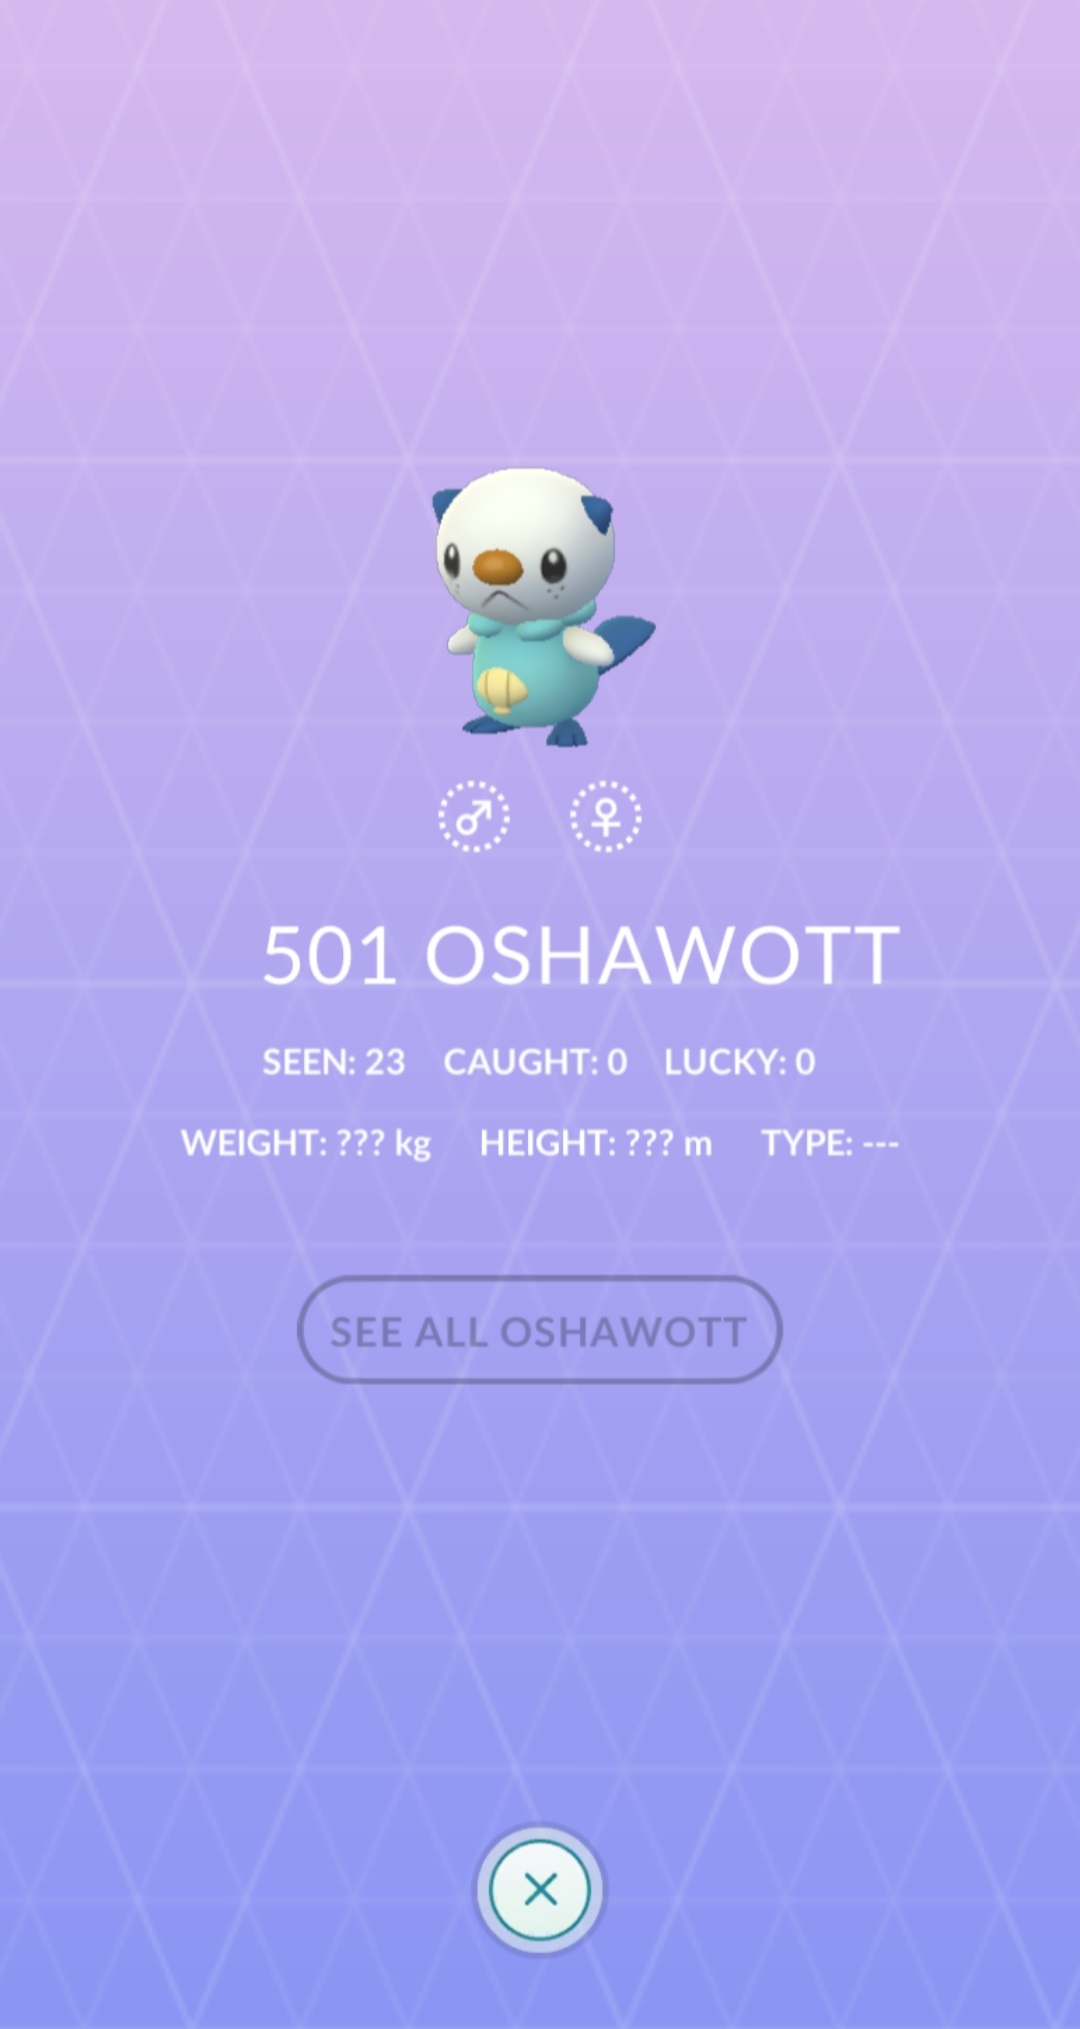 501 OSHAWOTT
SEEN: 23 CAUGHT: 0 LUCKY: 0
WEIGHT: ??? kg HEIGHT: ??? m TYPE: ---
SEE ALL OSHAWOTT